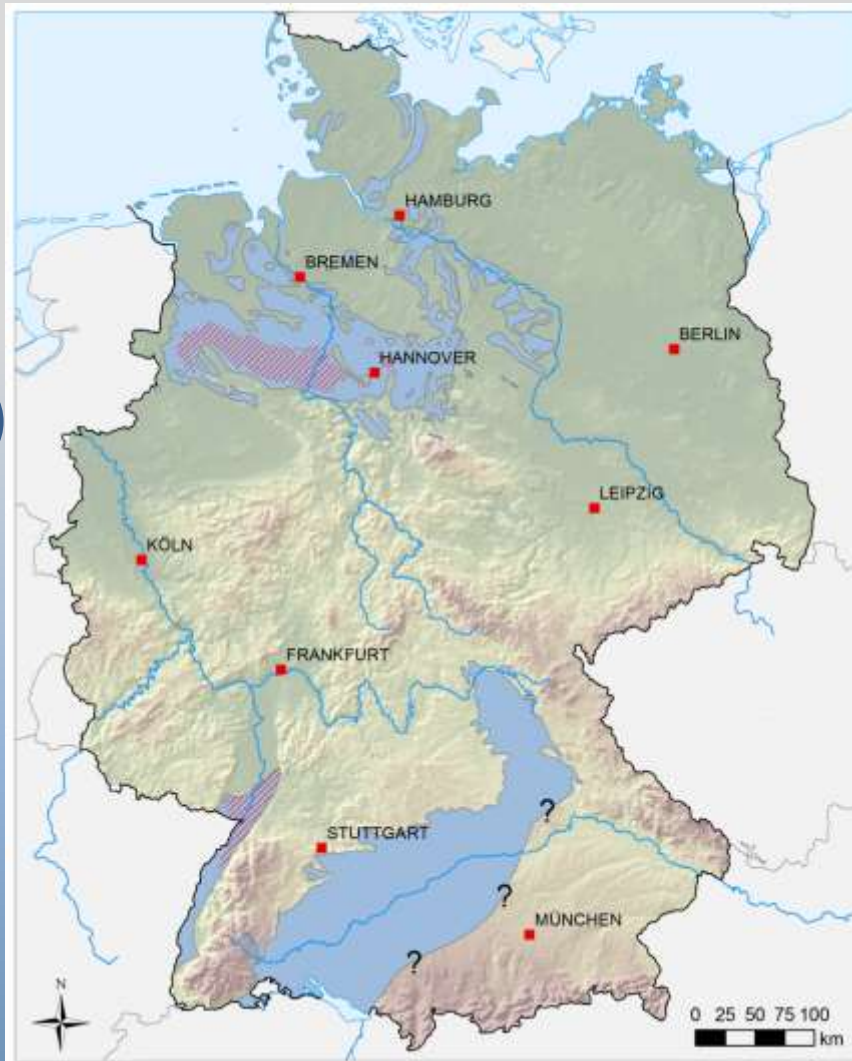 HAMBURG
BREMEN
BERLIN
HANNOVER
LEIPZIG
KÖLN
FRANKFURT
?
STUTTGART
?
MÜNCHEN
?
N
0 25 50 75 100
km